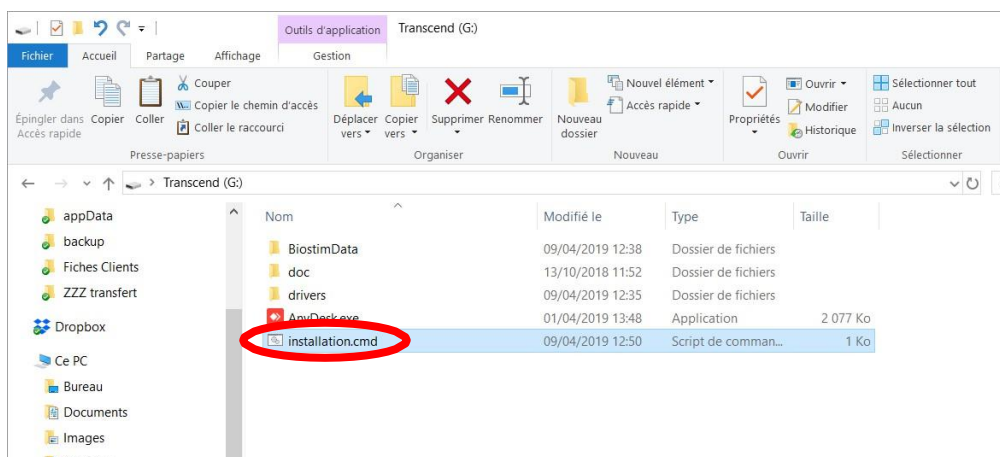 Outils d'application Transcend (G:)
Fichier Accueil Partage Affichage Gestion
Épingler dans Accès rapide
Copier
Coller
Couper
Copier le chemin d'accès
Coller le raccourci
Presse-papiers
Déplacer vers
Copier vers
Supprimer
Renommer
Organiser
Nouveau dossier
Nouvel élément
Accès rapide
Nouveau
Propriétés
Ouvrir
Modifier
Historique
Ouvrir
Sélectionner tout
Aucun
Inverser la sélection
Sélectionner
Transcend (G:)
appData
backup
Fiches Clients
ZZZ transfert
Dropbox
Ce PC
Bureau
Documents
Images
Nom Modifié le Type Taille
BiostimData 09/04/2019 12:38 Dossier de fichiers
doc 13/10/2018 11:52 Dossier de fichiers
drivers 09/04/2019 12:35 Dossier de fichiers
AnyDesk.exe 01/04/2019 13:48 Application 2 077 Ko
installation.cmd 09/04/2019 12:50 Script de comman... 1 Ko